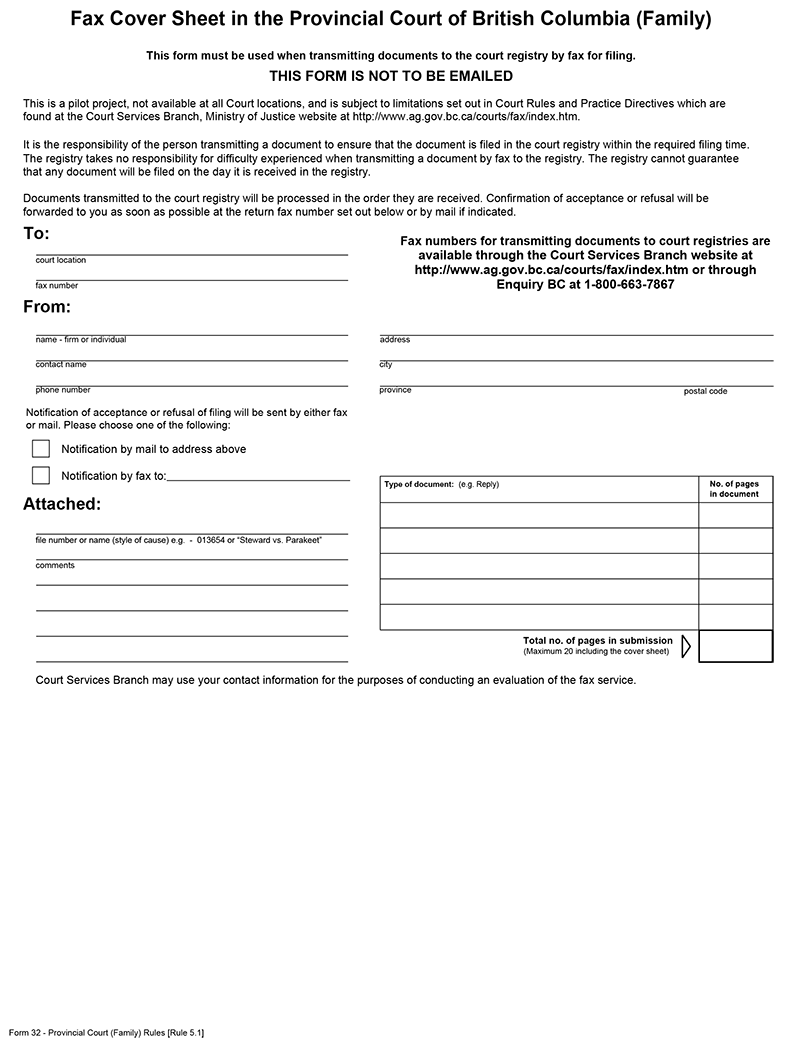 Fax Cover Sheet in the Provincial Court of British Columbia (Family)
This form must be used when transmitting documents to the court registry by fax for filing.
THIS FORM IS NOT TO BE EMAILED
This is a pilot project, not available at all Court locations, and is subject to limitations set out in Court Rules and Practice Directives which are
found at the Court Services Branch, Ministry of Justice website at http://www.ag.gov.bc.ca/courts/fax/index.htm.
It is the responsibility of the person transmitting a document to ensure that the document is filed in the court registry within the required filing time.
The registry takes no responsibility for difficulty experienced when transmitting a document by fax to the registry. The registry cannot guarantee
that any document will be filed on the day it is received in the registry.
Documents transmitted to the court registry will be processed in the order they are received. Confirmation of acceptance or refusal will be
forwarded to you as soon as possible at the return fax number set out below or by mail if indicated.
To:
court location
fax number
Fax numbers for transmitting documents to court registries are
available through the Court Services Branch website at
http://www.ag.gov.bc.ca/courts/fax/index.htm or through
Enquiry BC at 1-800-663-7867
From:
name - firm or individual
address
contact name
city
phone number
province
postal code
Notification of acceptance or refusal of filing will be sent by either fax
or mail. Please choose one of the following:
Notification by mail to address above
Notification by fax to:
Attached:
file number or name (style of cause) e.g. - 013654 or “Steward vs. Parakeet”
comments
Type of document: (e.g. Reply)
No. of pages
in document
Total no. of pages in submission
(Maximum 20 including the cover sheet)
Court Services Branch may use your contact information for the purposes of conducting an evaluation of the fax service.
Form 32 - Provincial Court (Family) Rules [Rule 5.1]